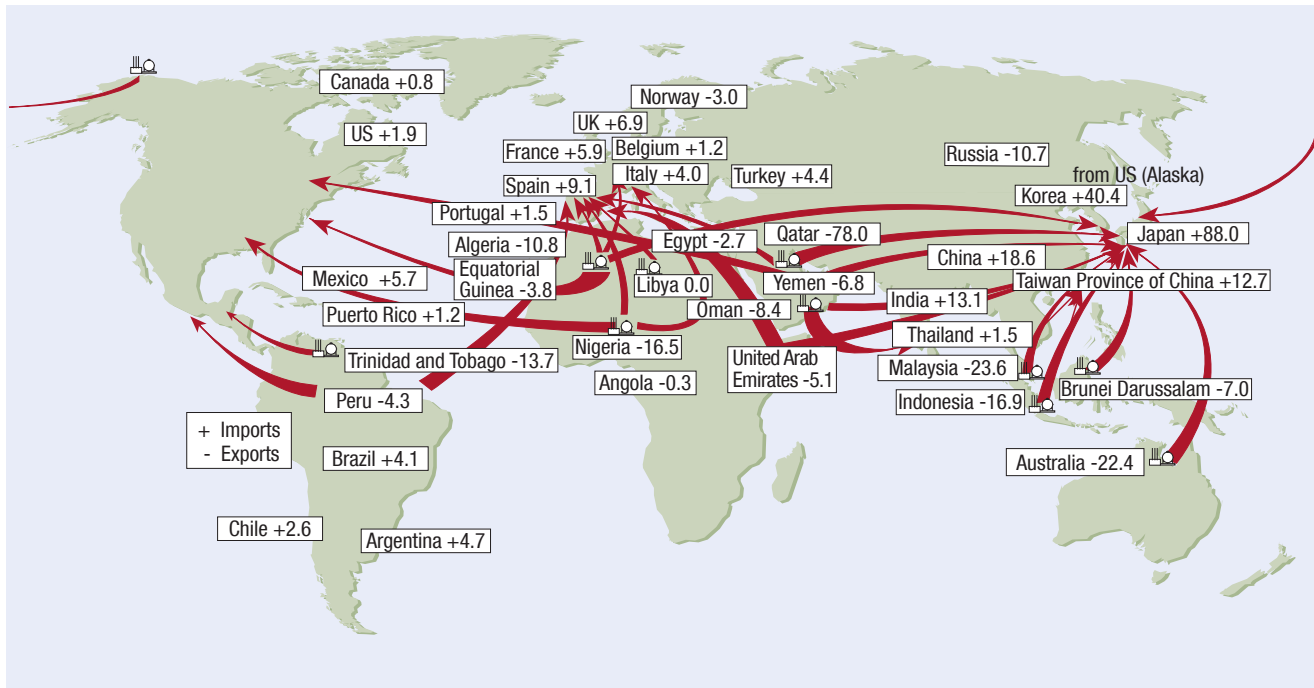 Canada +0.8
Norway -3.0
UK +6.9
US +1.9
Belgium +1.2
France +5.9
Russia -10.7
Italy +4.0
Turkey +4.4
from US (Alaska)
Spain +9.1
Korea +40.4
Portugal +1.5
Qatar -78.0
Japan +88.0
Algeria -10.8
Egypt -2.7
China +18.6
Equatorial
Guinea -3.8
Mexico +5.7
Libya 0.0
Yemen -6.8
Taiwan Province of China +12.7
India +13.1
Oman -8.4
Puerto Rico +1.2
Thailand +1.5
Nigeria -16.5
Trinidad and Tobago -13.7
United Arab
Emirates -5.1
Malaysia -23.6
Angola -0.3
Brunei Darussalam -7.0
Peru -4.3
Indonesia -16.9
+ Imports
- Exports
Brazil +4.1
Australia -22.4
Chile +2.6
Argentina +4.7